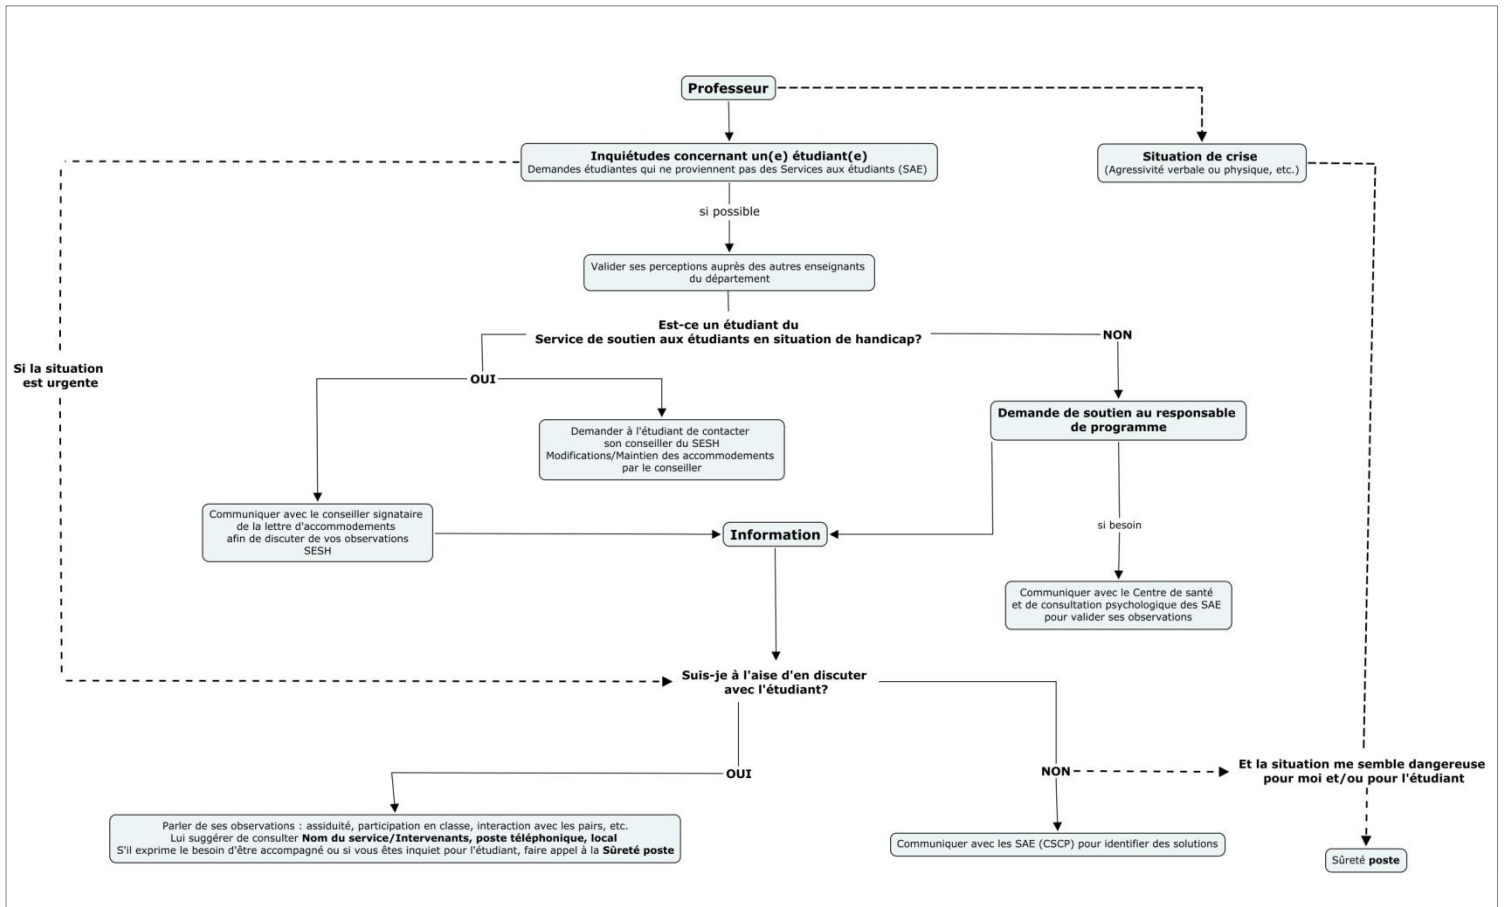 Professeur
Inquiétudes concernant un(e) étudiant(e)
Demandes étudiantes qui ne proviennent pas des Services aux étudiants (SAE)
Situation de crise
(Agressivité verbale ou physique, etc.)
si possible
Valider ses perceptions auprès des autres enseignants
du département
Est-ce un étudiant du
Service de soutien aux étudiants en situation de handicap?
NON
Si la situation
est urgente
OUI
Demander à l'étudiant de contacter
son conseiller du SESH
Modifications/Maintien des accommodements
par le conseiller
Demande de soutien au responsable
de programme
Communiquer avec le conseiller signataire
de la lettre d'accommodements
afin de discuter de vos observations
SESH
Information
si besoin
Communiquer avec le Centre de santé
et de consultation psychologique des SAE
pour valider ses observations
Suis-je à l'aise d'en discuter
avec l'étudiant?
OUI
NON
Et la situation me semble dangereuse
pour moi et/ou pour l'étudiant
Parler de ses observations : assiduité, participation en classe, interaction avec les pairs, etc.
Lui suggérer de consulter Nom du service/Intervenants, poste téléphonique, local
S'il exprime le besoin d'être accompagné ou si vous êtes inquiet pour l'étudiant, faire appel à la Sûreté poste
Communiquer avec les SAE (CSCP) pour identifier des solutions
Sûreté poste